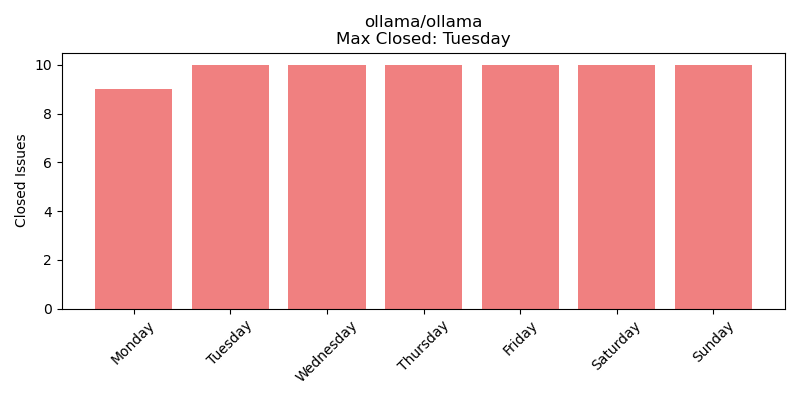 ollama/ollama
Max Closed: Tuesday
Closed Issues
10
8
6
4
2
0
Monday
Tuesday
Wednesday
Thursday
Friday
Saturday
Sunday